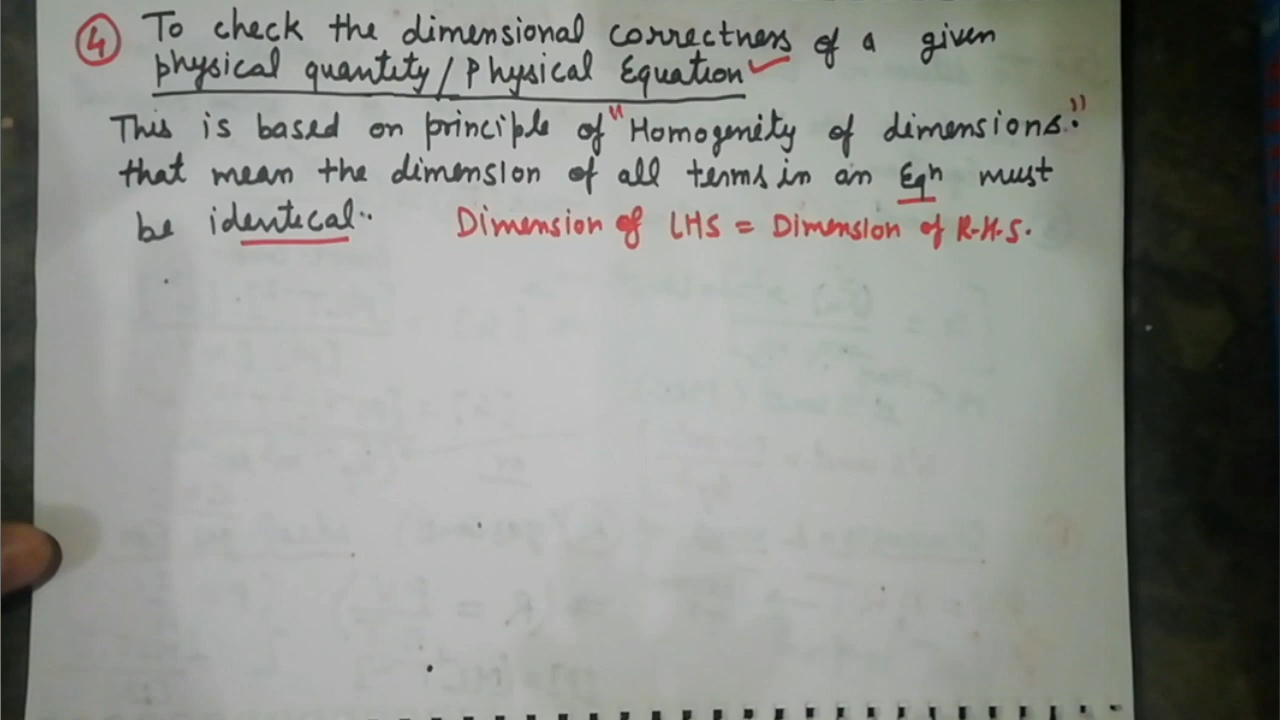 ④ To check the dimensional correctness of a given
physical quantity / Physical Equation ✓
This is based on principle of "Homogenity of dimensions."
that mean the dimension of all terms in an Eqn must
be identical.. Dimension of LHS = Dimension of R.H.S.